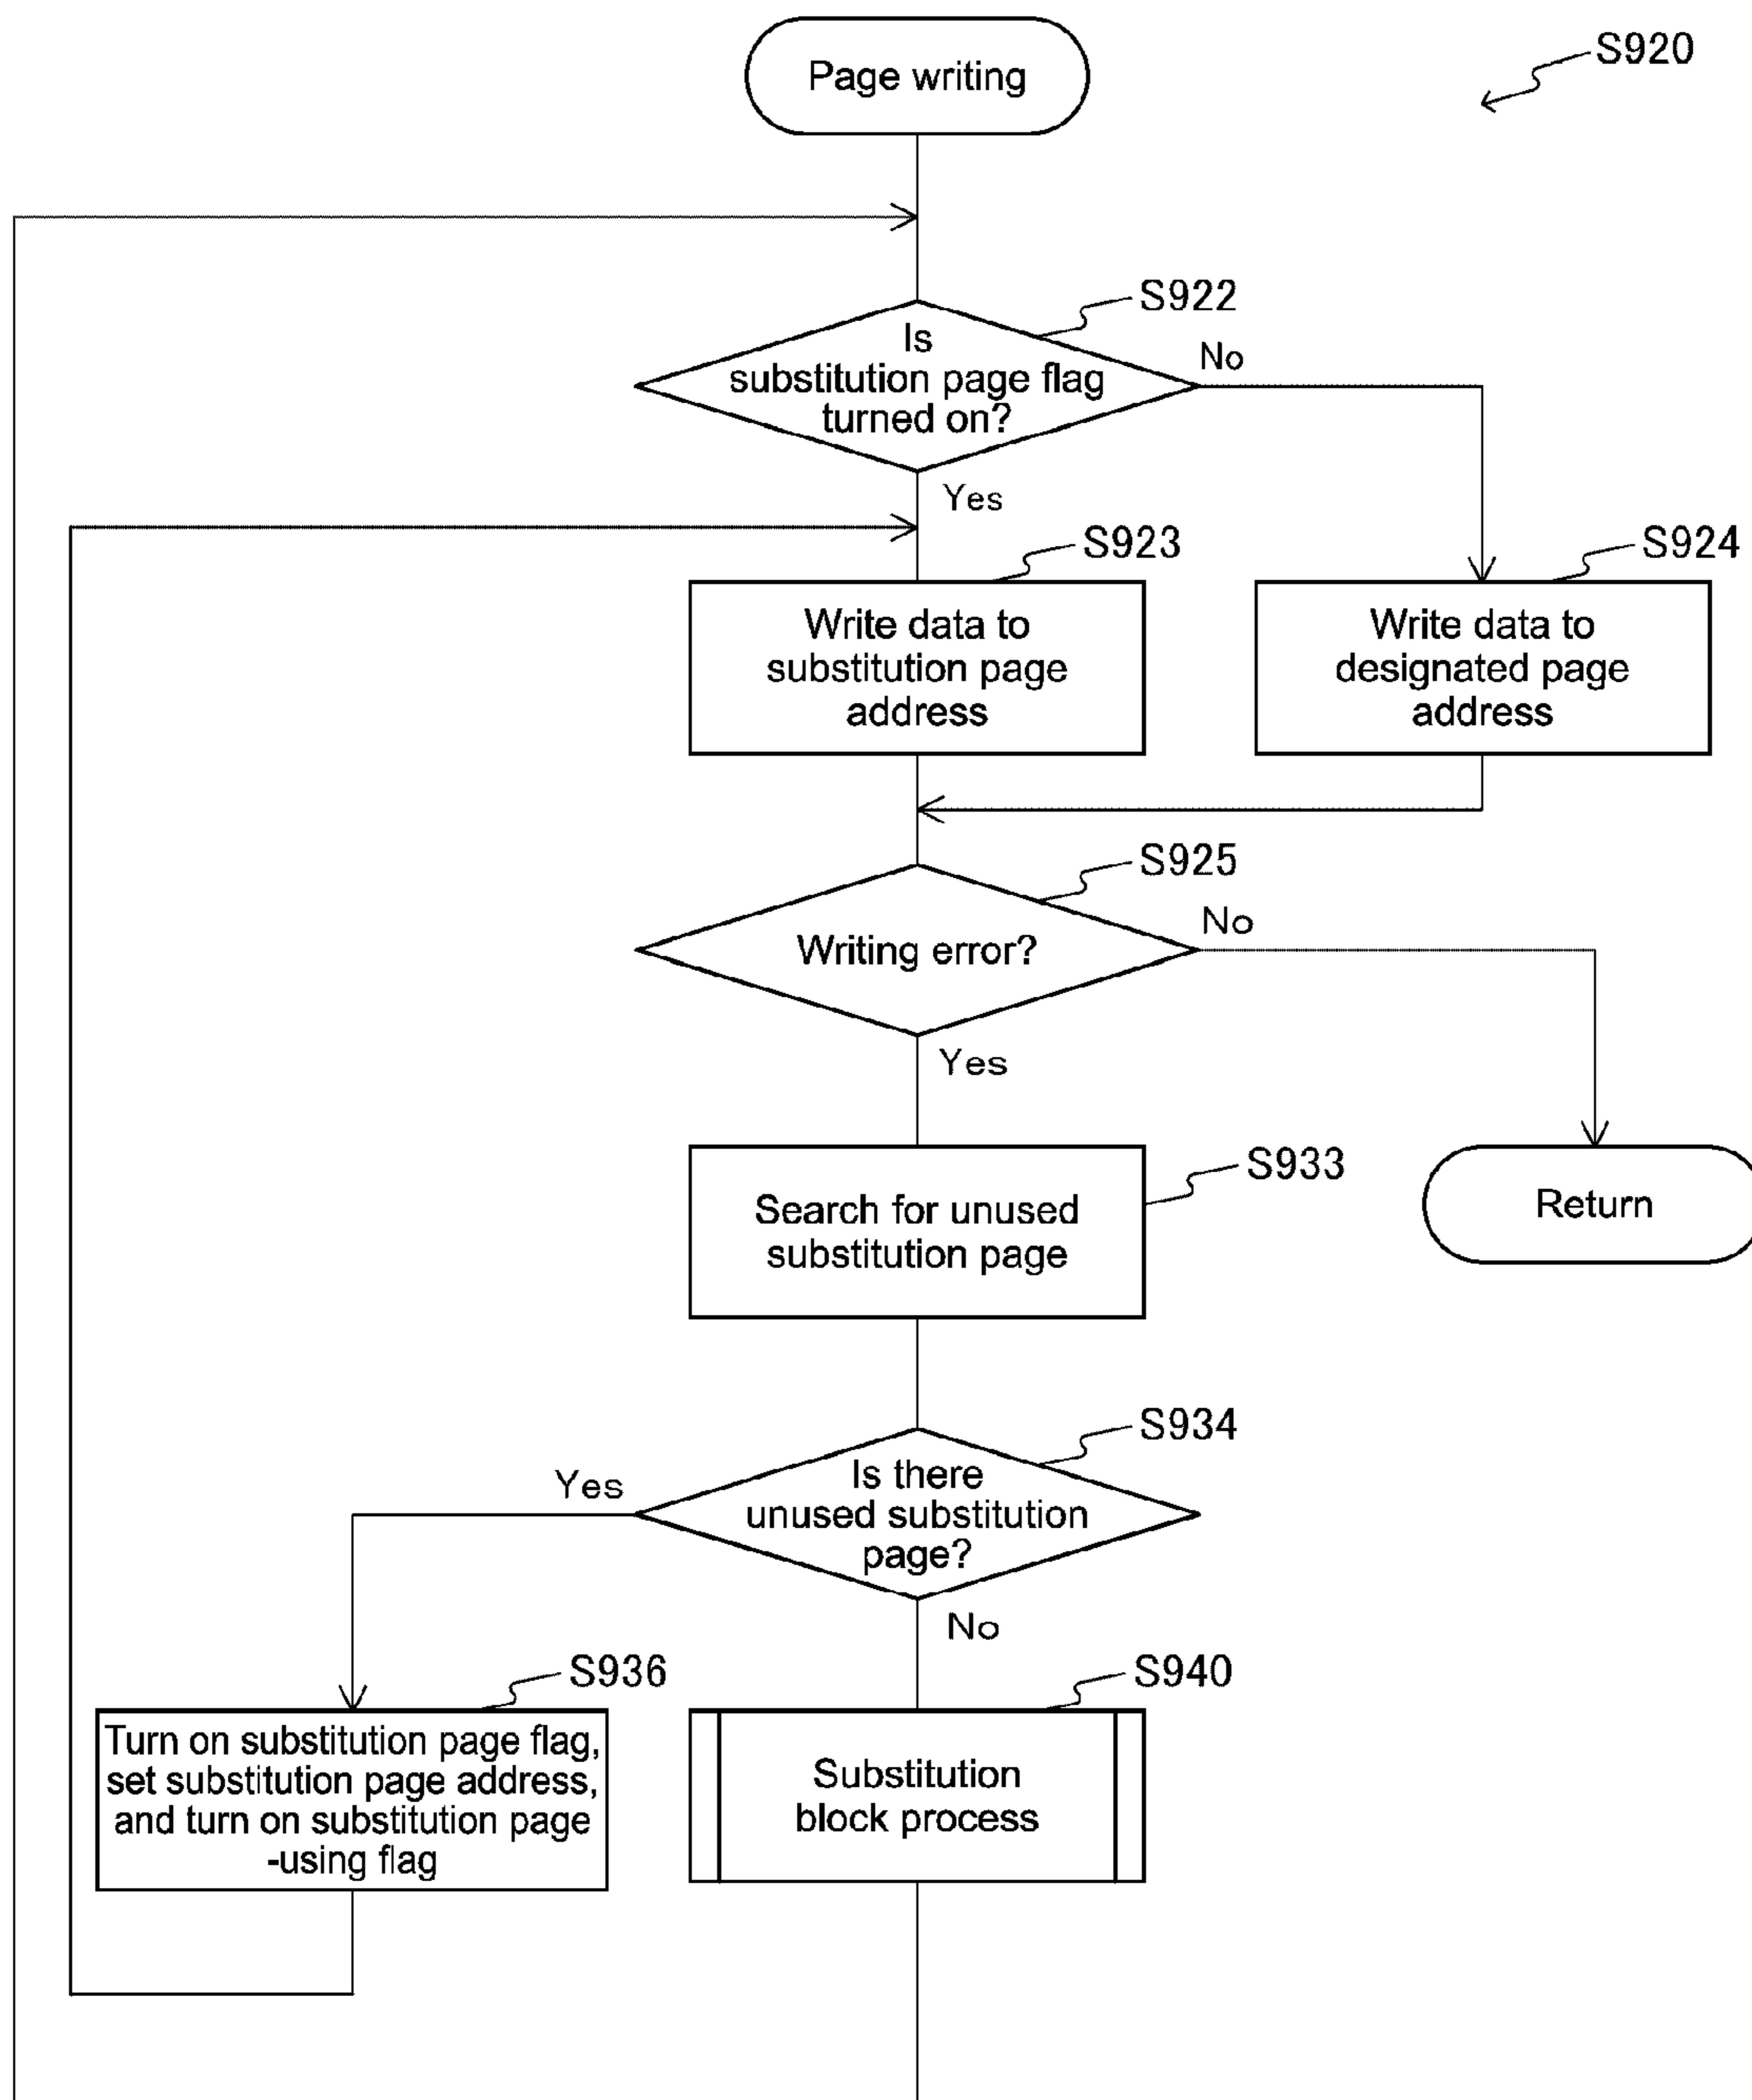 Page writing
S920
S922
Is
substitution page flag
turned on?
No
Yes
S923
S924
Write data to
substitution page
address
Write data to
designated page
address
S925
Writing error?
No
Yes
S933
Search for unused
substitution page
Return
S934
Is there
unused substitution
page?
Yes
No
S936
S940
Turn on substitution page flag,
set substitution page address,
and turn on substitution page
-using flag
Substitution
block process